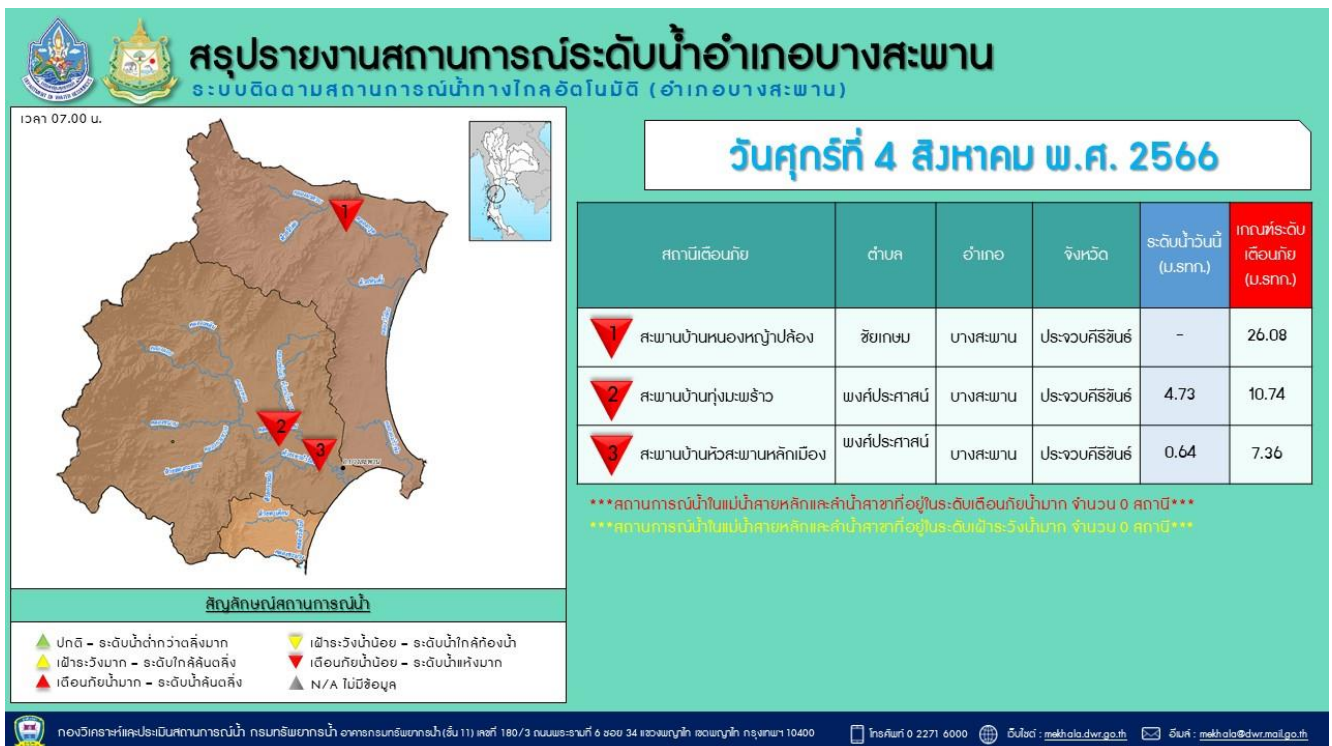 สรุปรายงานสถานการณ์ระดับน้ำอำเภอบางสะพาน
ระบบติดตามสถานการณ์น้ำทางไกลอัตโนมัติ (อำเภอบางสะพาน)
เวลา 07.00 น.
วันศุกร์ที่ 4 สิงหาคม พ.ศ. 2566
สถานีเตือนภัย ตำบล อำเภอ จังหวัด ระดับน้ำวันนี้ (ม.รทก.) เกณฑ์ระดับเตือนภัย (ม.รทก.)
1 สะพานบ้านหนองหญ้าปล้อง ชัยเกษม บางสะพาน ประจวบคีรีขันธ์ - 26.08
2 สะพานบ้านทุ่งมะพร้าว พงศ์ประศาสน์ บางสะพาน ประจวบคีรีขันธ์ 4.73 10.74
3 สะพานบ้านหัวสะพานหลักเมือง พงศ์ประศาสน์ บางสะพาน ประจวบคีรีขันธ์ 0.64 7.36
***สถานการณ์น้ำในแม่น้ำสายหลักและลำน้ำสาขาที่อยู่ในระดับเตือนภัยน้ำมาก จำนวน 0 สถานี***
***สถานการณ์น้ำในแม่น้ำสายหลักและลำน้ำสาขาที่อยู่ในระดับเฝ้าระวังน้ำมาก จำนวน 0 สถานี***
1
2
3
สัญลักษณ์สถานการณ์น้ำ
ปกติ – ระดับน้ำต่ำกว่าตลิ่งมาก
เฝ้าระวังมาก – ระดับใกล้ล้นตลิ่ง
เตือนภัยน้ำมาก – ระดับน้ำล้นตลิ่ง
เฝ้าระวังน้ำน้อย – ระดับน้ำใกล้ท้องน้ำ
เตือนภัยน้ำน้อย – ระดับน้ำแห้งมาก
N/A ไม่มีข้อมูล
กองวิเคราะห์และประเมินสถานการณ์น้ำ กรมทรัพยากรน้ำ อาคารกรมทรัพยากรน้ำ(ชั้น 11) เลขที่ 180/3 ถนนพระรามที่ 6 ซอย 34 แขวงพญาไท เขตพญาไท กรุงเทพฯ 10400 โทรศัพท์ 0 2271 6000 เว็บไซต์ : mekhala.dwr.go.th อีเมล์ : mekhala@dwr.mail.go.th